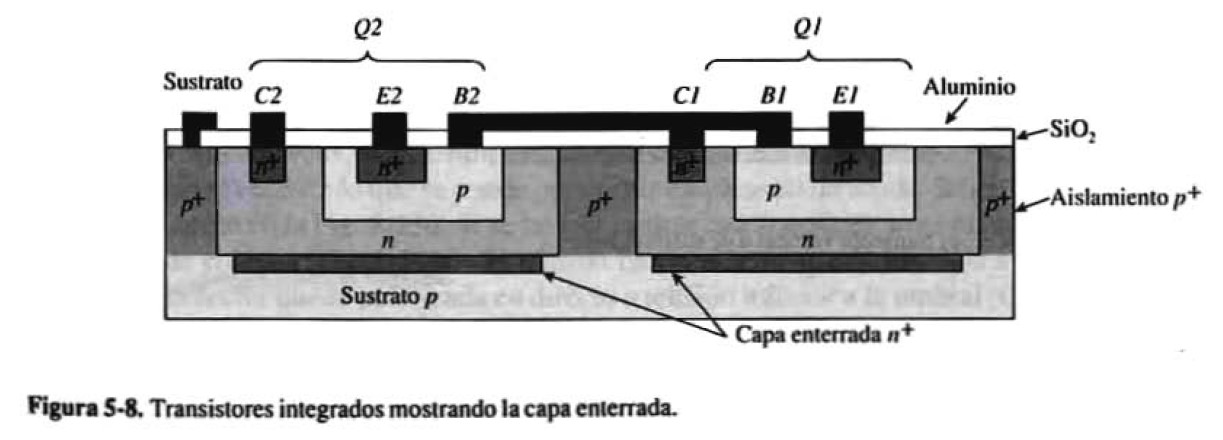 Q2 Q1
Sustrato
C2 E2 B2 C1 B1 E1 Aluminio
SiO₂
n+ n+ n+ n+
p p
p+ p+ p+ Aislamiento p+
n n
Sustrato p
Capa enterrada n+
Figura 5-8. Transistores integrados mostrando la capa enterrada.